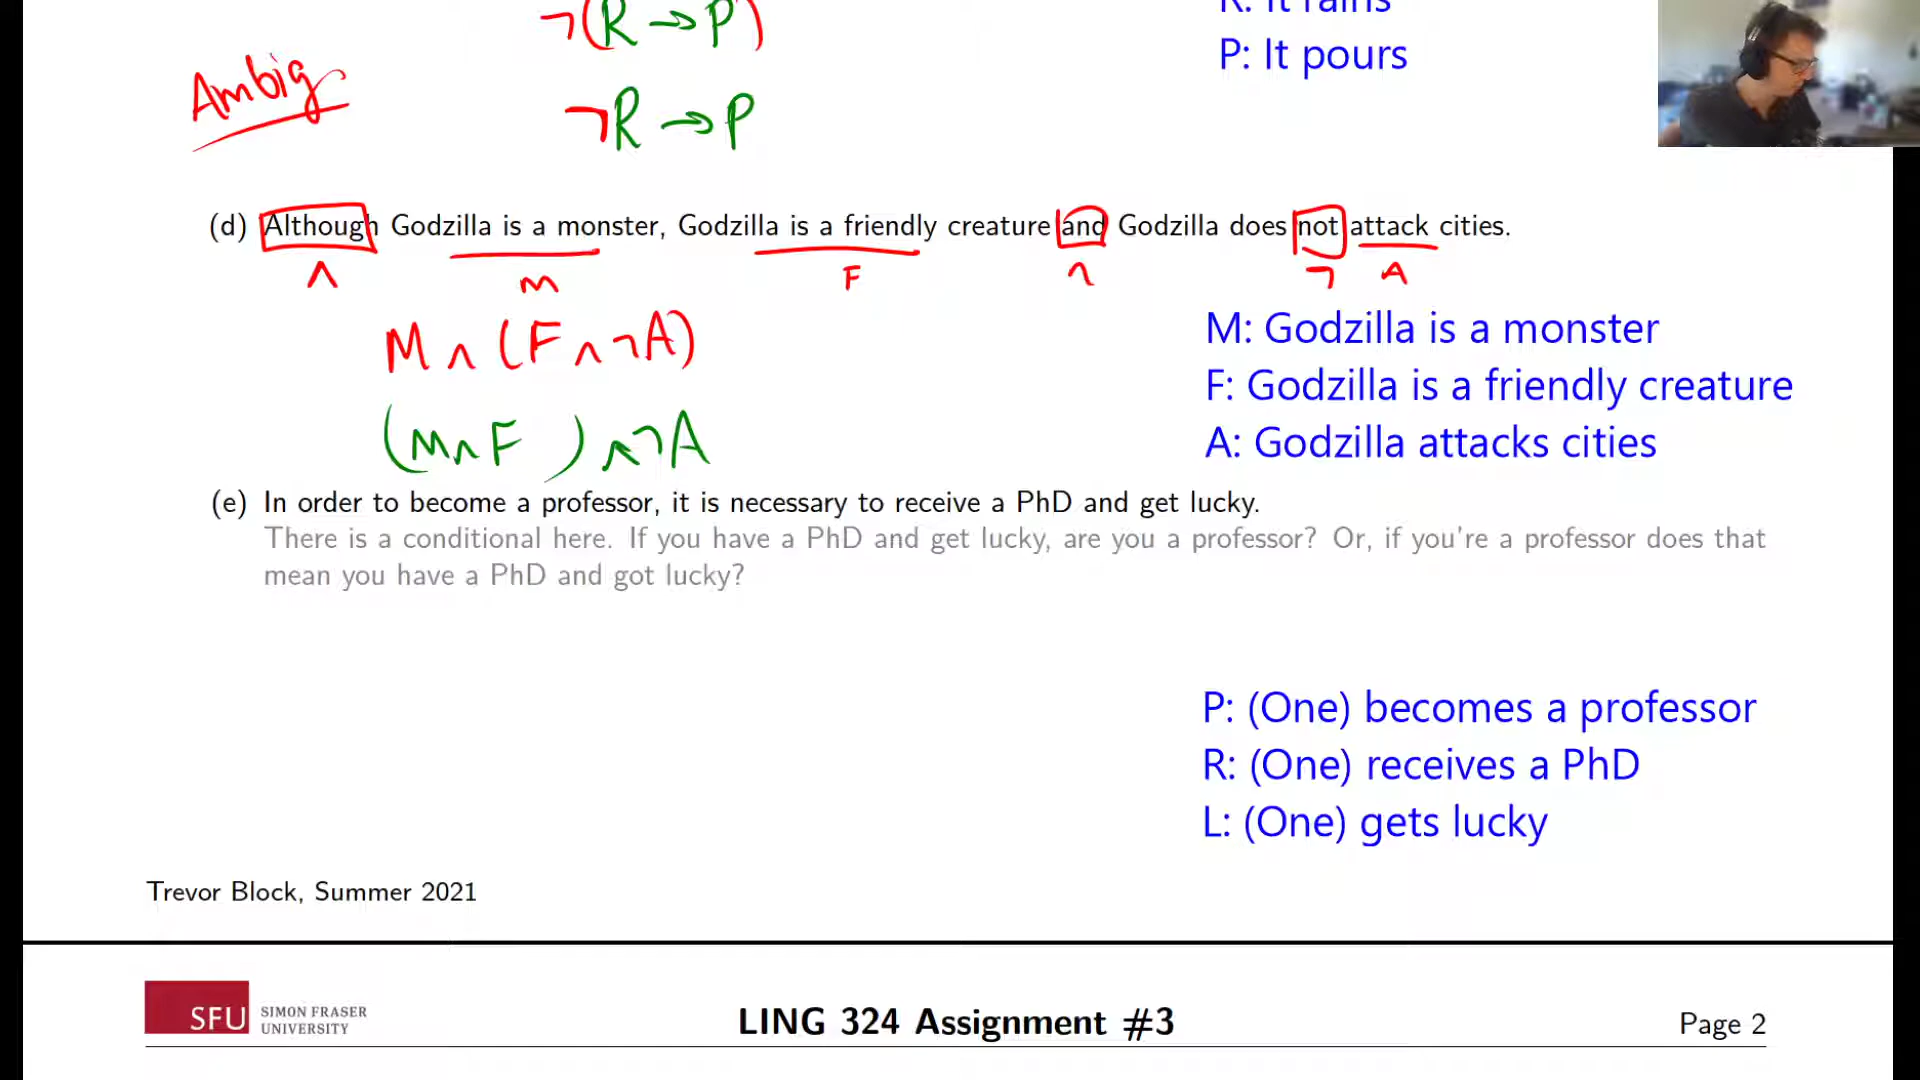 ¬(R → P)
R: It rains
P: It pours
Ambig
¬R → P
(d) Although Godzilla is a monster, Godzilla is a friendly creature and Godzilla does not attack cities.
∧ M F ∧ ¬ A
M ∧ (F ∧ ¬A)
(M ∧ F ) ∧ ¬A
M: Godzilla is a monster
F: Godzilla is a friendly creature
A: Godzilla attacks cities
(e) In order to become a professor, it is necessary to receive a PhD and get lucky.
There is a conditional here. If you have a PhD and get lucky, are you a professor? Or, if you're a professor does that
mean you have a PhD and got lucky?
P: (One) becomes a professor
R: (One) receives a PhD
L: (One) gets lucky
Trevor Block, Summer 2021
SFU SIMON FRASER
UNIVERSITY
LING 324 Assignment #3
Page 2